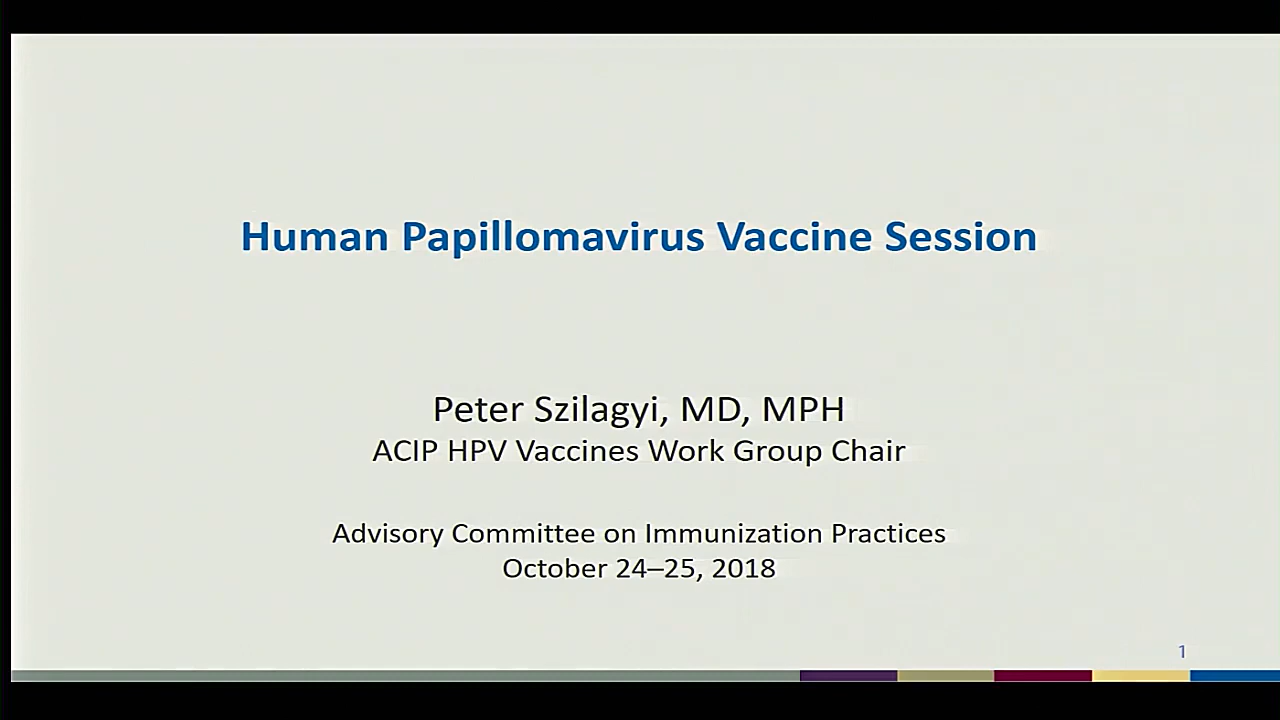 Human Papillomavirus Vaccine Session
Peter Szilagyi, MD, MPH
ACIP HPV Vaccines Work Group Chair
Advisory Committee on Immunization Practices
October 24–25, 2018
1